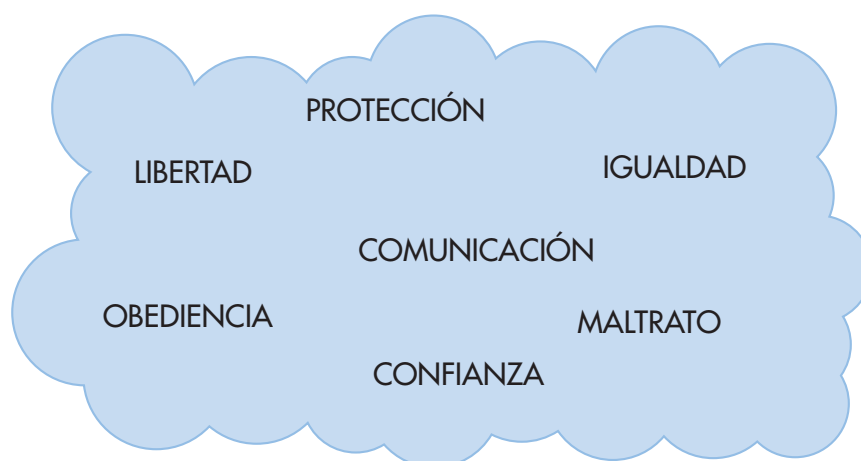 PROTECCIÓN
LIBERTAD
IGUALDAD
COMUNICACIÓN
OBEDIENCIA
MALTRATO
CONFIANZA